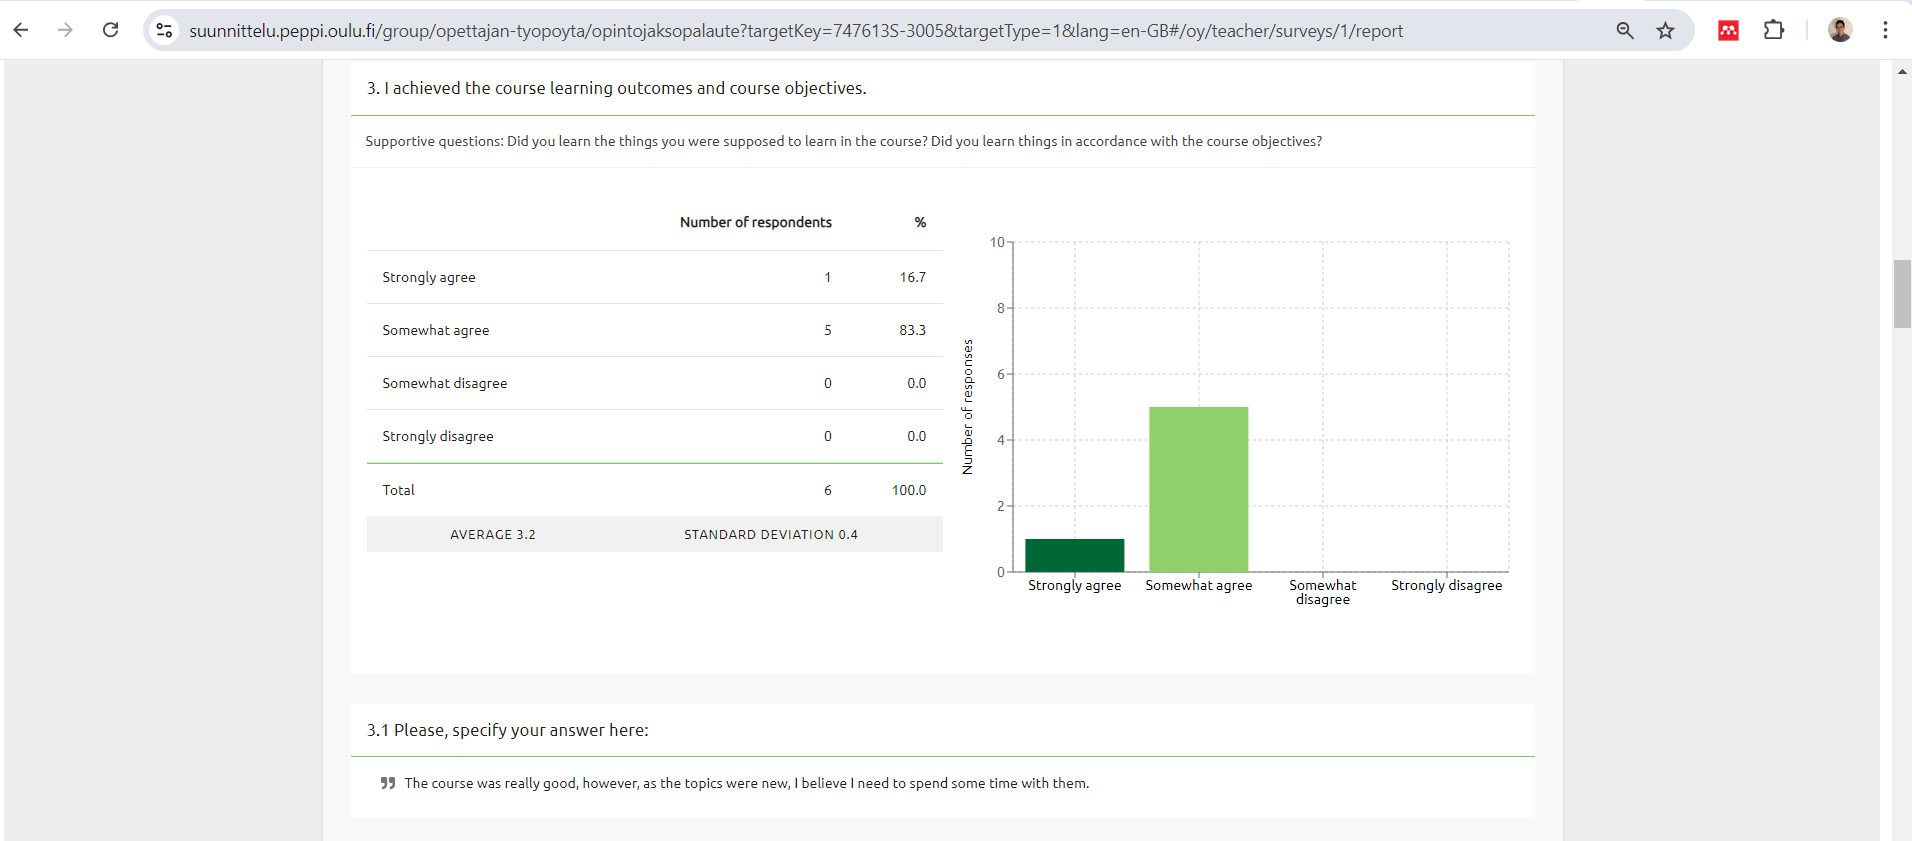 suunnittelu.peppi.oulu.fi/group/opettajan-tyopoyta/opintojaksopalaute?targetKey=747613S-3005&targetType=1&lang=en-GB#/oy/teacher/surveys/1/report
3. I achieved the course learning outcomes and course objectives.
Supportive questions: Did you learn the things you were supposed to learn in the course? Did you learn things in accordance with the course objectives?
Number of respondents %
Strongly agree 1 16.7
Somewhat agree 5 83.3
Somewhat disagree 0 0.0
Strongly disagree 0 0.0
Total 6 100.0
AVERAGE 3.2 STANDARD DEVIATION 0.4
Number of responses
10
8
6
4
2
0
Strongly agree Somewhat agree Somewhat disagree Strongly disagree
3.1 Please, specify your answer here:
The course was really good, however, as the topics were new, I believe I need to spend some time with them.